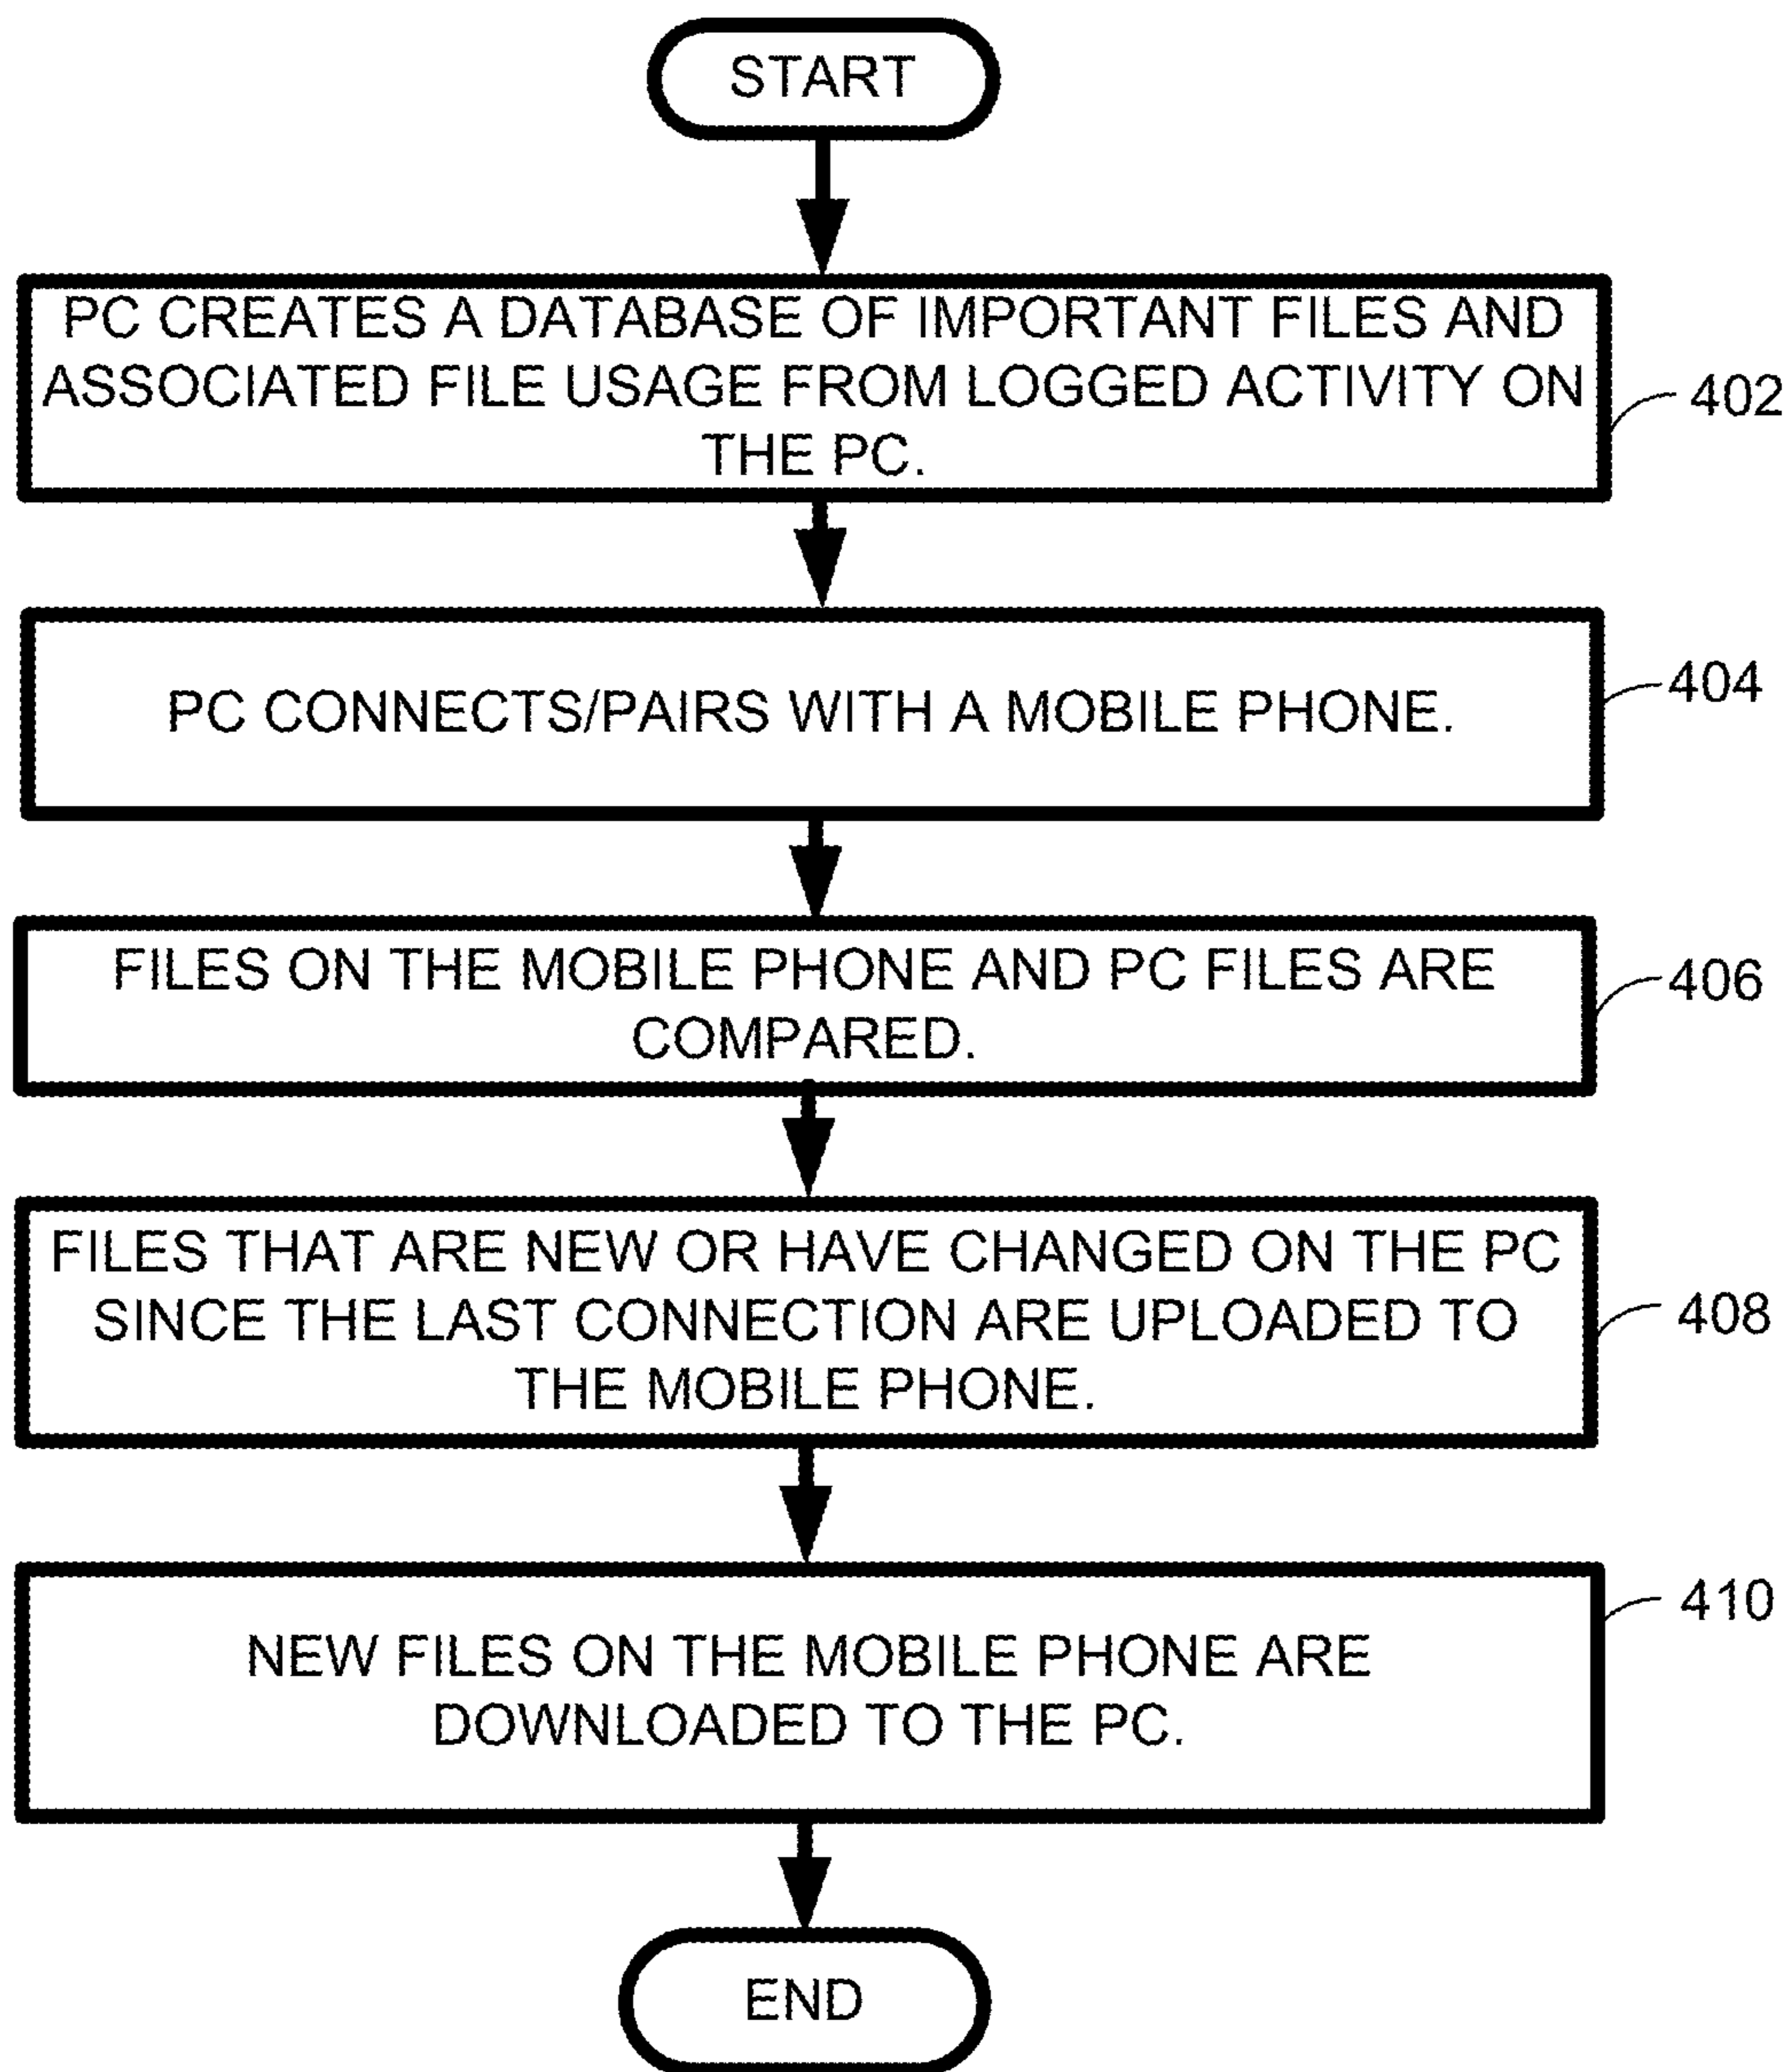 START
PC CREATES A DATABASE OF IMPORTANT FILES AND
ASSOCIATED FILE USAGE FROM LOGGED ACTIVITY ON
THE PC.
402
PC CONNECTS/PAIRS WITH A MOBILE PHONE.
404
FILES ON THE MOBILE PHONE AND PC FILES ARE
COMPARED.
406
FILES THAT ARE NEW OR HAVE CHANGED ON THE PC
SINCE THE LAST CONNECTION ARE UPLOADED TO
THE MOBILE PHONE.
408
NEW FILES ON THE MOBILE PHONE ARE
DOWNLOADED TO THE PC.
410
END